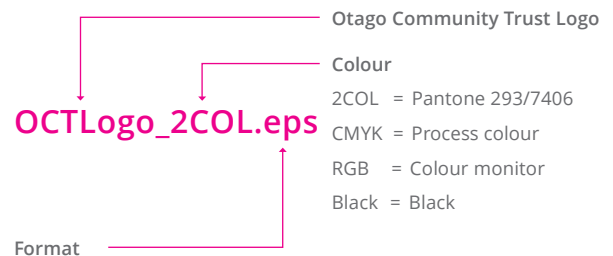 Otago Community Trust Logo
Colour
2COL = Pantone 293/7406
OCTLogo_2COL.eps
CMYK = Process colour
RGB = Colour monitor
Black = Black
Format